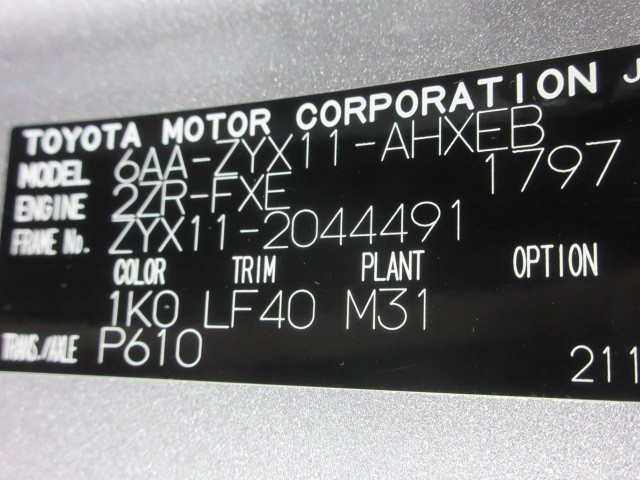 TOYOTA MOTOR CORPORATION J
MODEL 6AA-ZYX11-AHXEB
ENGINE 2ZR-FXE 1797
FRAME No. ZYX11-2044491
COLOR TRIM PLANT OPTION
1K0 LF40 M31
TRANS./AXLE P610
211